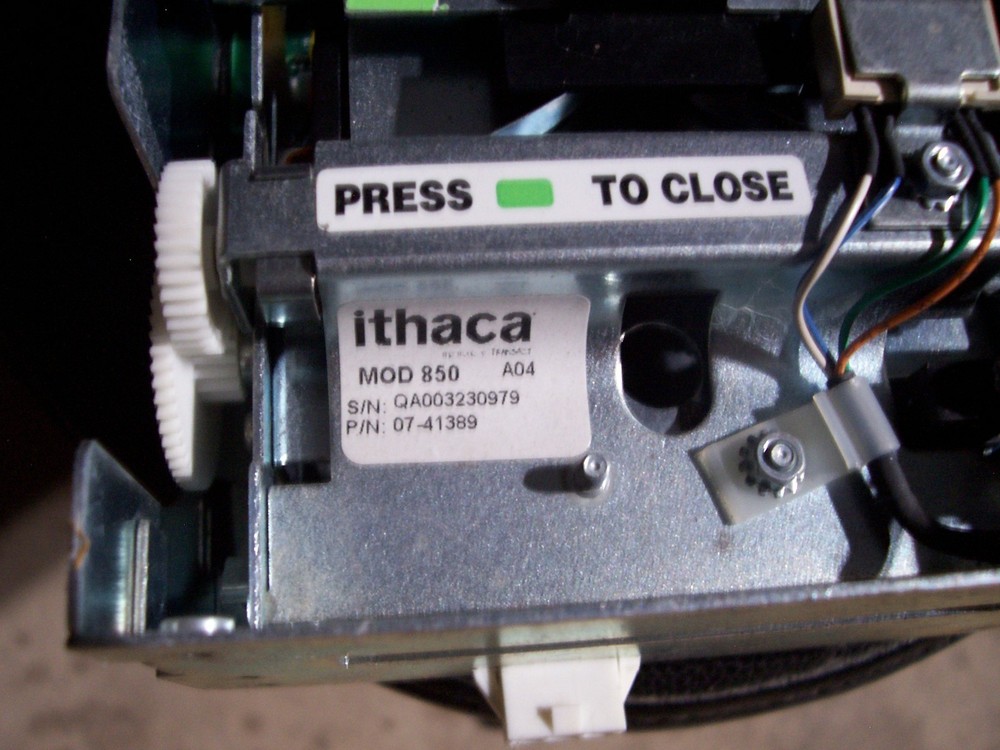 PRESS TO CLOSE
ithaca
MOD 850 A04
S/N: QA003230979
P/N: 07-41389